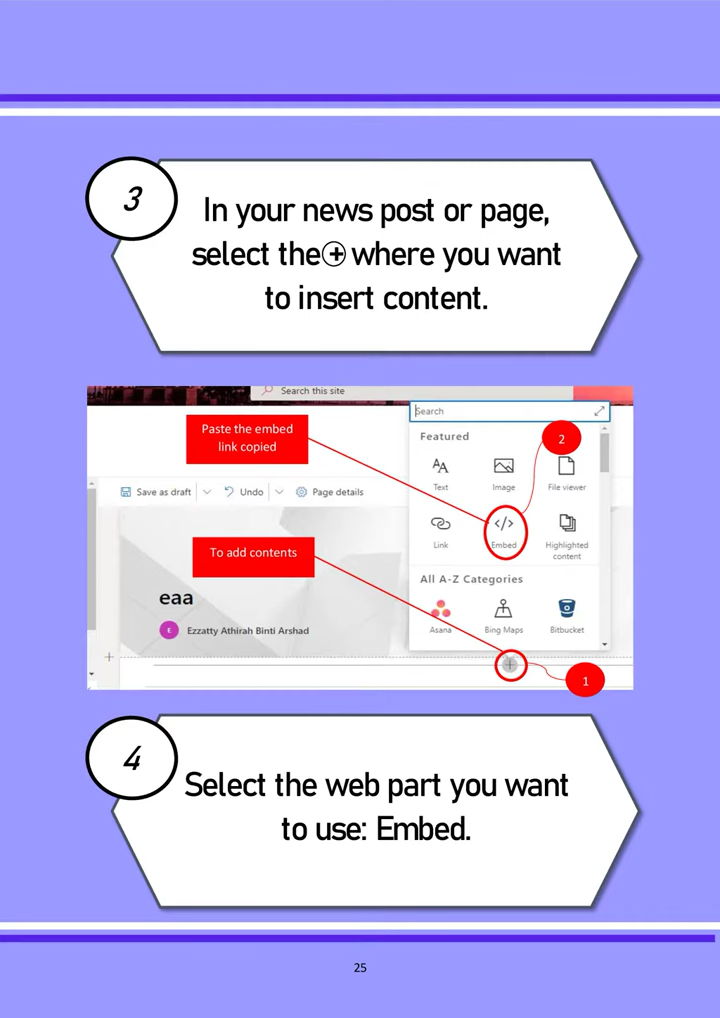 3
In your news post or page,
select the⊕ where you want
to insert content.
Search this site
Paste the embed
link copied
Search
Featured
2
Text
Image
File viewer
Save as draft
Undo
Page details
Link
Embed
Highlighted
content
To add contents
All A-Z Categories
eaa
E
Ezzatty Athirah Binti Arshad
Asana
Bing Maps
Bitbucket
1
4
Select the web part you want
to use: Embed.
25